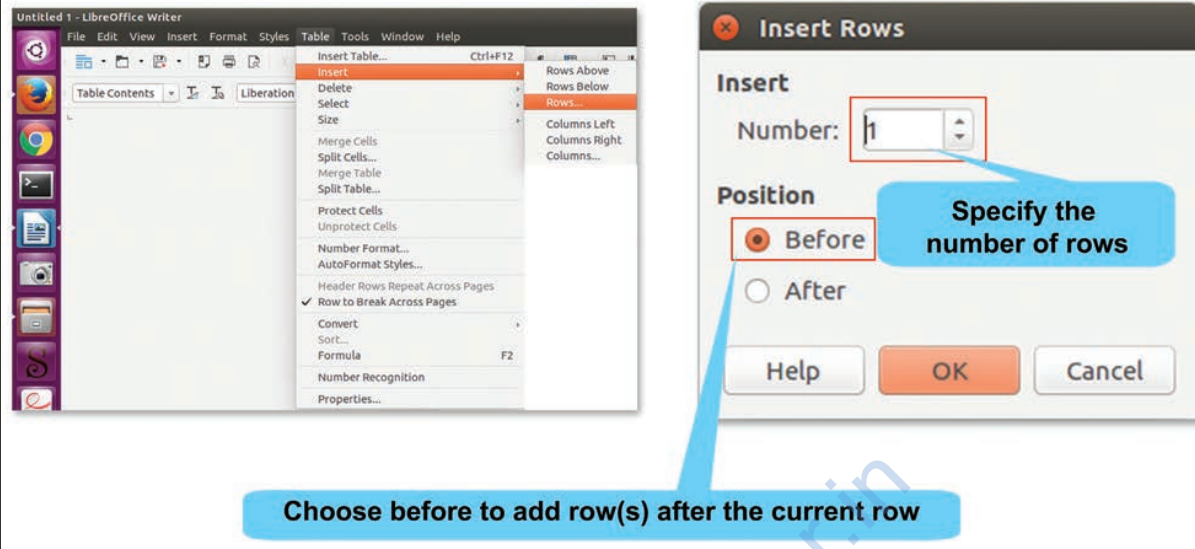 Untitled 1 - LibreOffice Writer
File Edit View Insert Format Styles Table Tools Window Help
Table Contents
Liberation
Insert Table... Ctrl+F12
Insert
Delete
Select
Size
Merge Cells
Split Cells...
Merge Table
Split Table...
Protect Cells
Unprotect Cells
Number Format...
AutoFormat Styles...
Header Rows Repeat Across Pages
Row to Break Across Pages
Convert
Sort...
Formula F2
Number Recognition
Properties...
Rows Above
Rows Below
Rows...
Columns Left
Columns Right
Columns...
Insert Rows
Insert
Number: 1
Position
Before
After
Help OK Cancel
Specify the
number of rows
Choose before to add row(s) after the current row